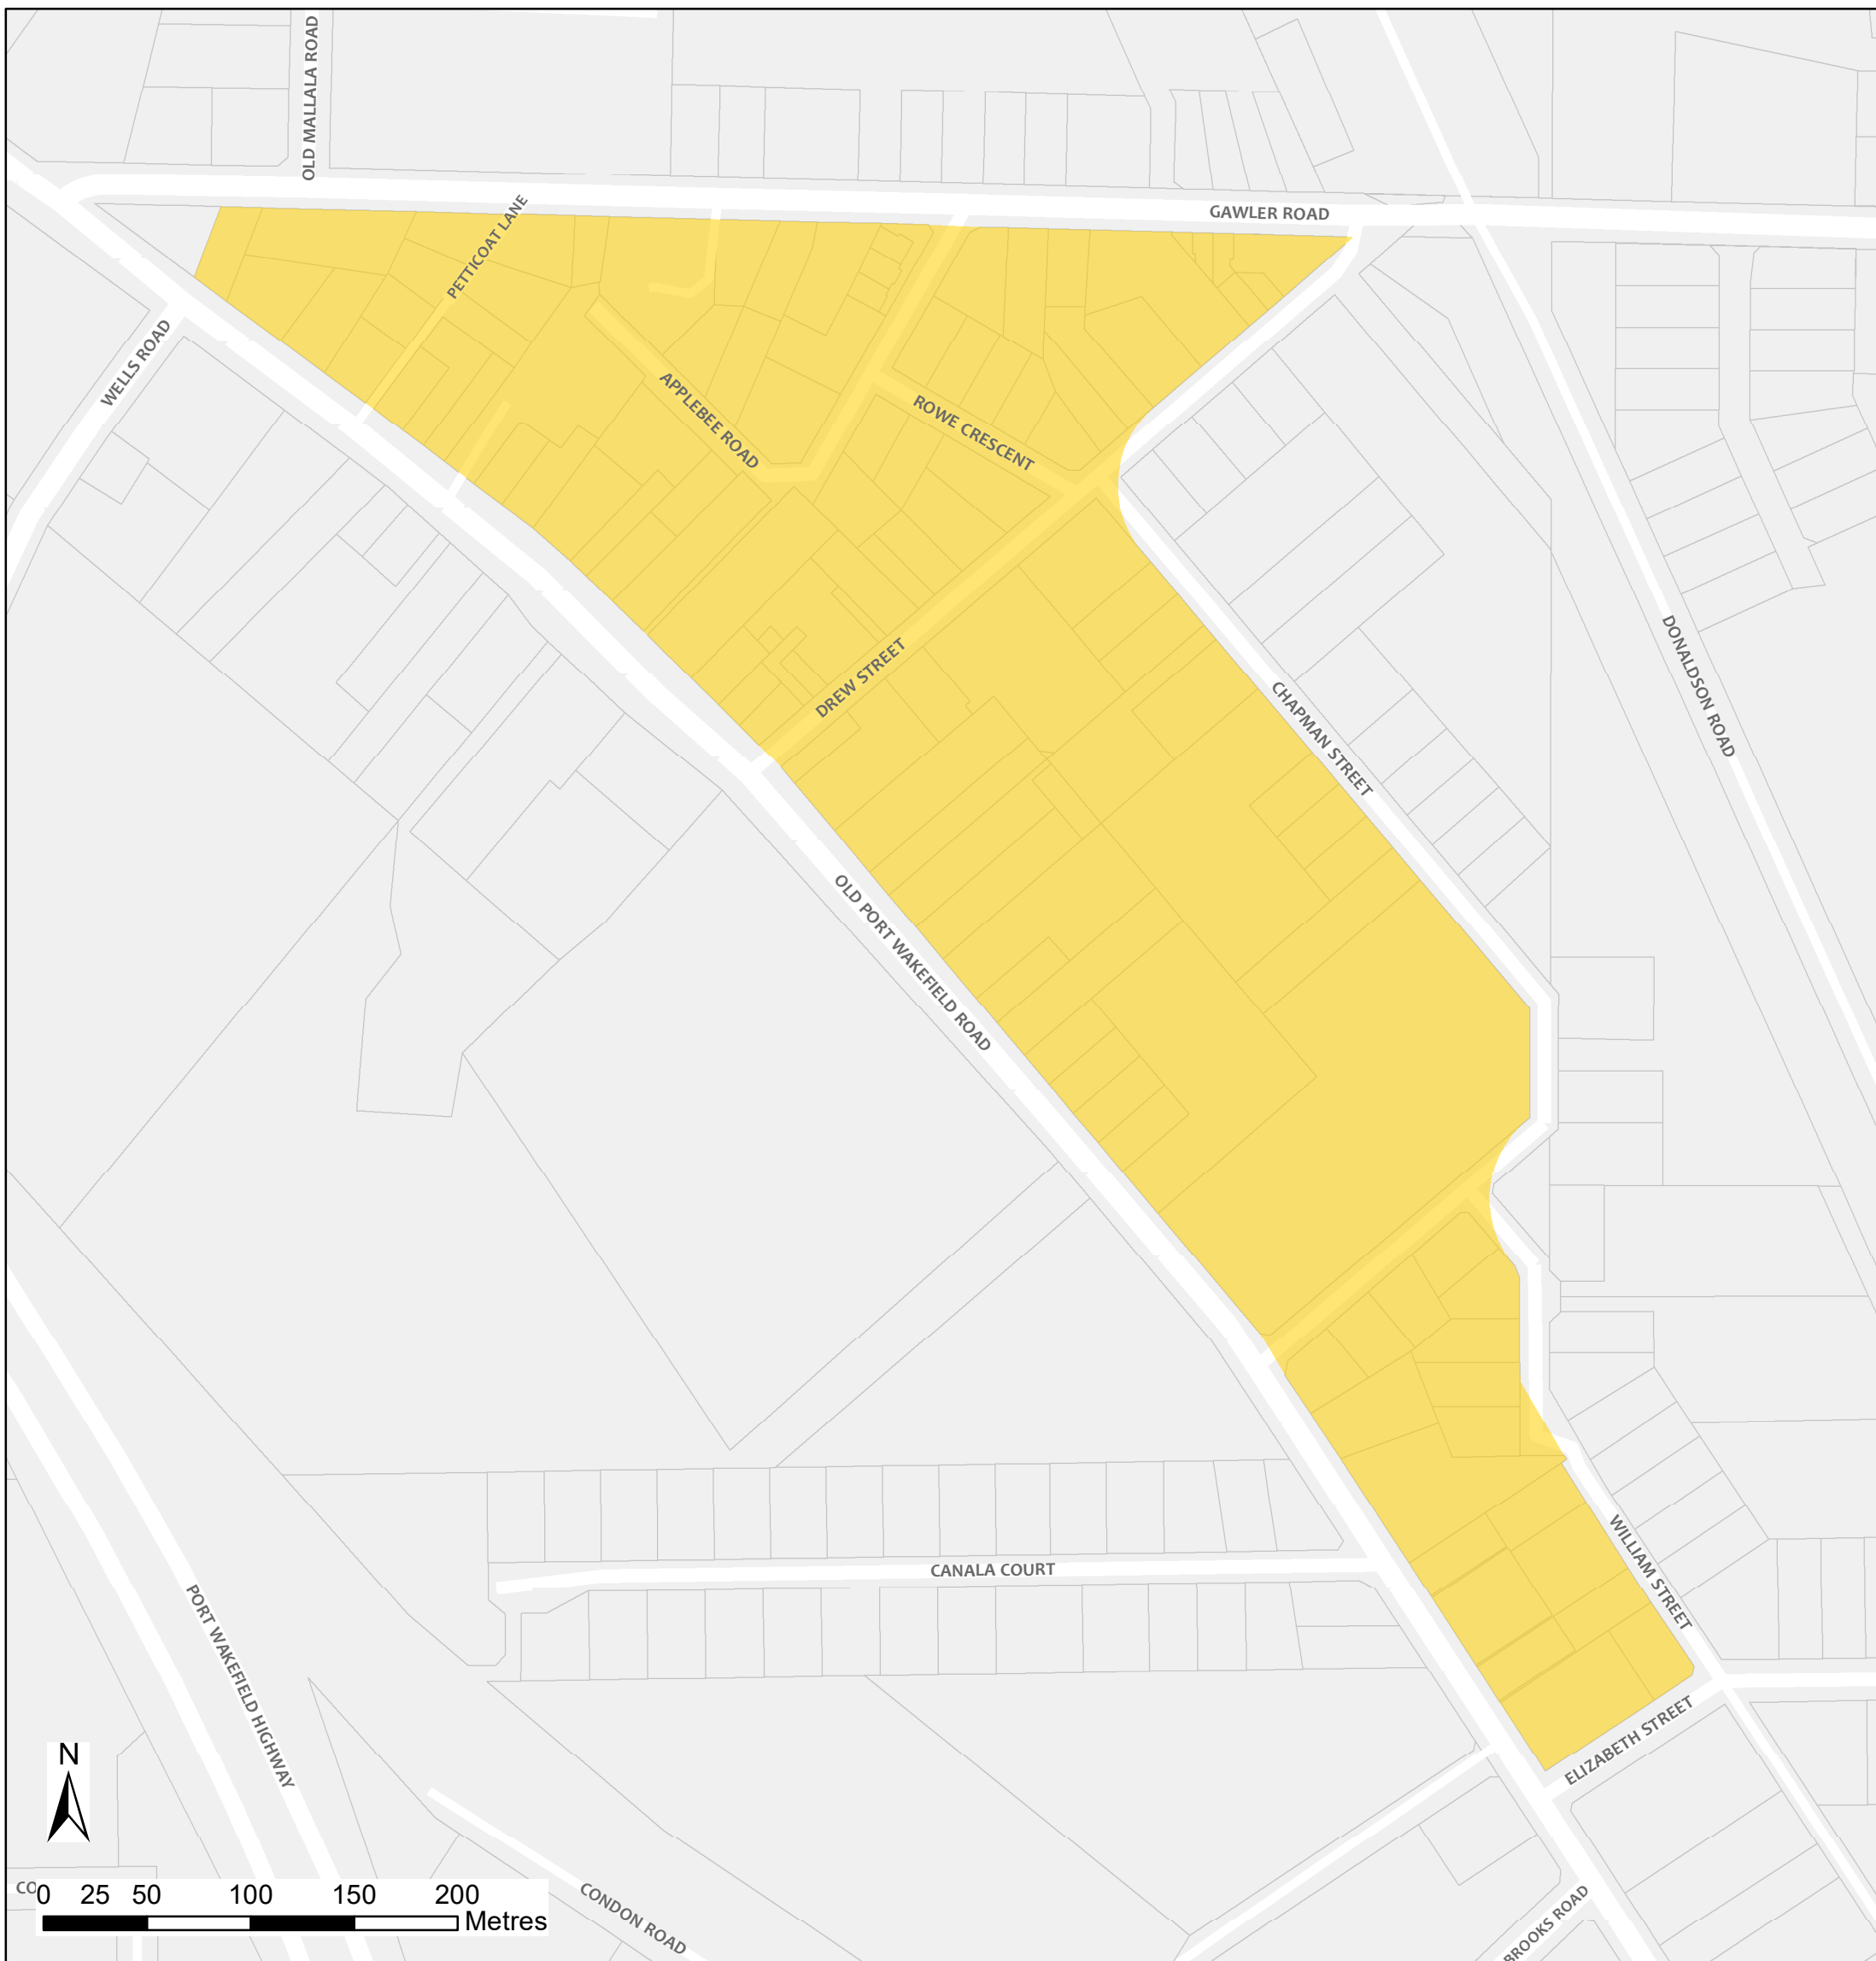 OLD MALLALA ROAD
GAWLER ROAD
PETTICOAT LANE
WELLS ROAD
APPLEBEE ROAD
ROWE CRESCENT
DREW STREET
CHAPMAN STREET
DONALDSON ROAD
OLD PORT WAKEFIELD ROAD
CANALA COURT
WILLIAM STREET
PORT WAKEFIELD HIGHWAY
ELIZABETH STREET
N
CO
0 25 50 100 150 200
Metres
CONDON ROAD
BROOKS ROAD